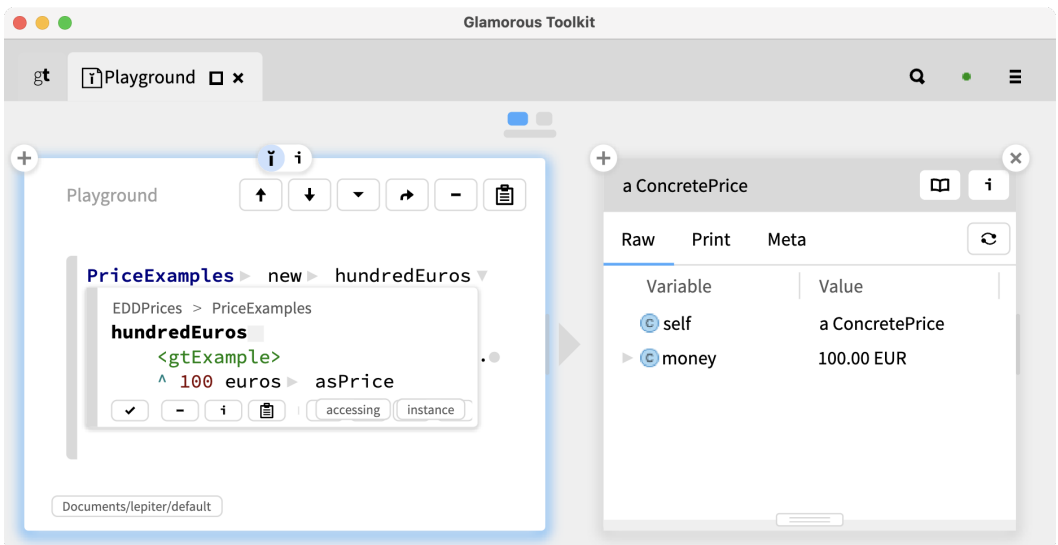 Glamorous Toolkit
gt Playground
Playground
PriceExamples new hundredEuros
EDDPrices > PriceExamples
hundredEuros
<gtExample>
^ 100 euros asPrice
.
accessing instance
Documents/lepiter/default
a ConcretePrice
i
Raw Print Meta
Variable Value
self a ConcretePrice
money 100.00 EUR